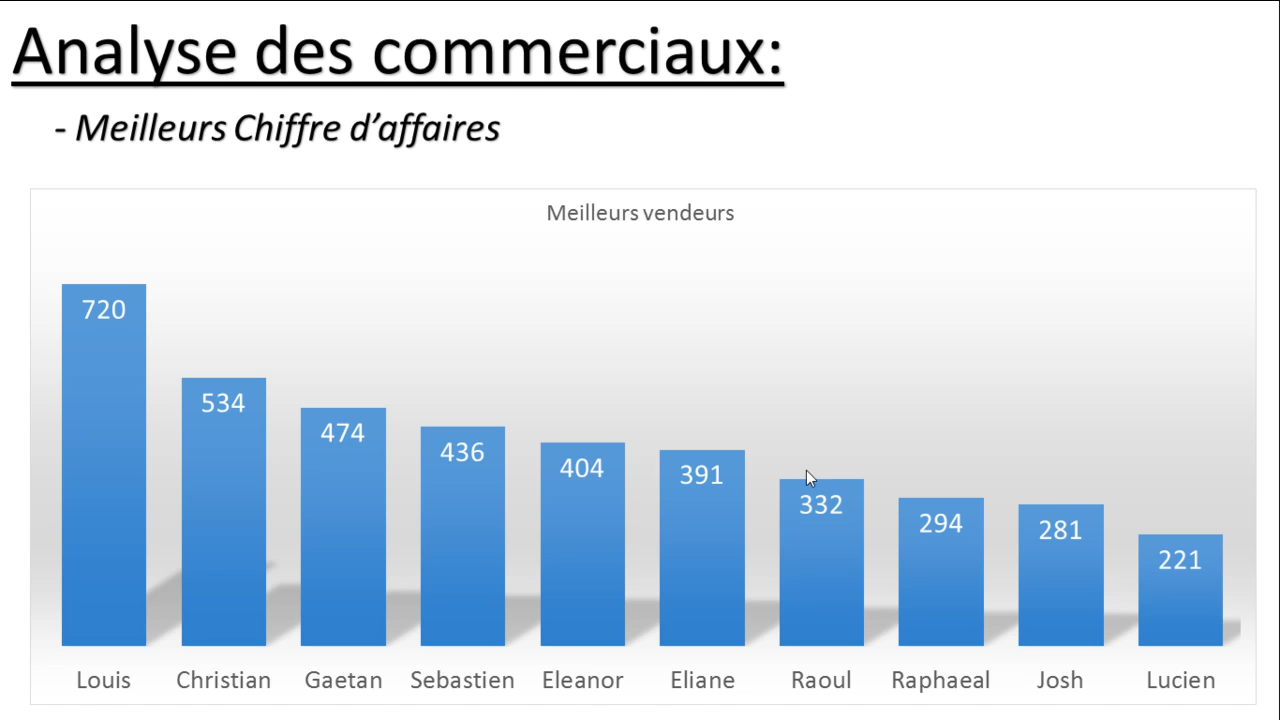 Analyse des commerciaux:
- Meilleurs Chiffre d’affaires
Meilleurs vendeurs
720
534
474
436
404
391
332
294
281
221
Louis Christian Gaetan Sebastien Eleanor Eliane Raoul Raphaeal Josh Lucien